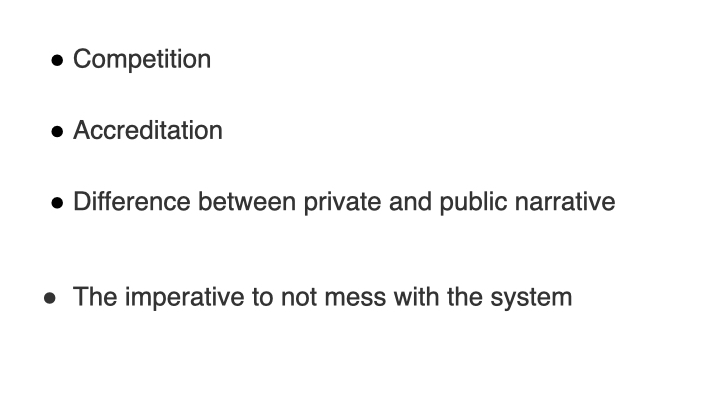 ● Competition
● Accreditation
● Difference between private and public narrative
● The imperative to not mess with the system